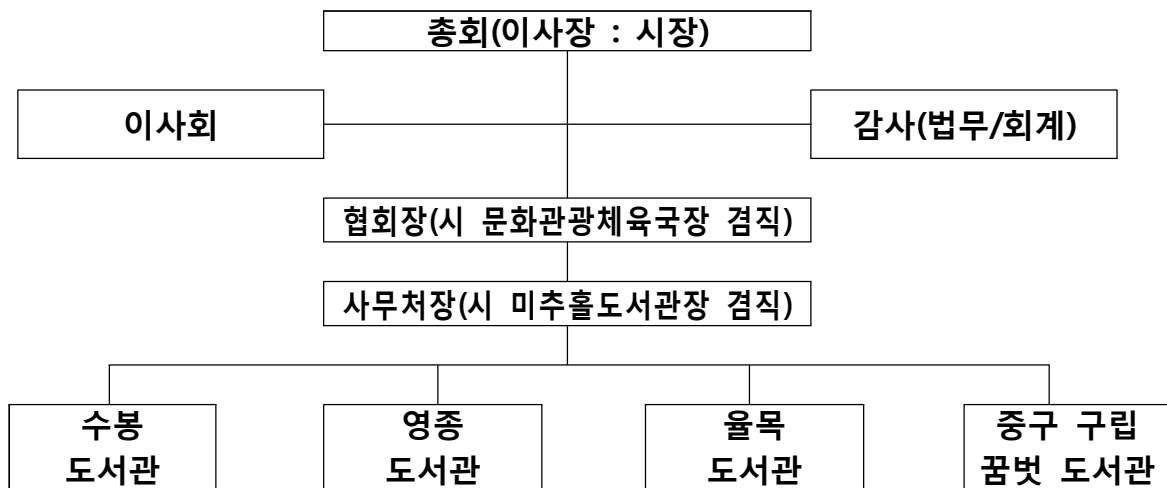 총회(이사장 : 시장)
이사회
감사(법무/회계)
협회장(시 문화관광체육국장 겸직)
사무처장(시 미추홀도서관장 겸직)
수봉
도서관
영종
도서관
율목
도서관
중구 구립
꿈벗 도서관